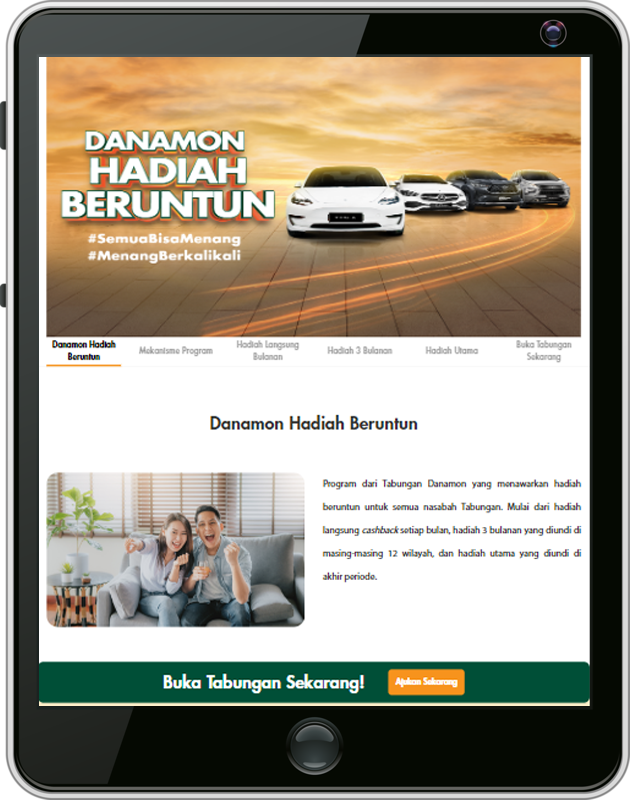 DANAMON
HADIAH
BERUNTUN
#SemuaBisaMenang
#MenangBerkalikali
Danamon Hadiah
Beruntun
Mekanisme Program
Hadiah Langsung
Bulanan
Hadiah 3 Bulanan
Hadiah Utama
Buka Tabungan
Sekarang
Danamon Hadiah Beruntun
Program dari Tabungan Danamon yang menawarkan hadiah
beruntun untuk semua nasabah Tabungan. Mulai dari hadiah
langsung cashback setiap bulan, hadiah 3 bulanan yang diundi di
masing-masing 12 wilayah, dan hadiah utama yang diundi di
akhir periode.
Buka Tabungan Sekarang!
Ajukan Sekarang